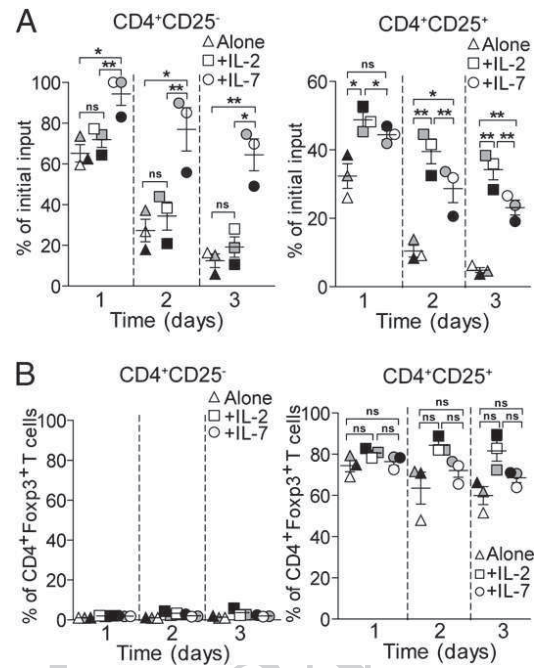 A
CD4+CD25-
Alone
+IL-2
+IL-7
% of initial input
100
80
60
40
20
0
* ** ns
* ** ns
** * ns
1 2 3
Time (days)
CD4+CD25+
Alone
+IL-2
+IL-7
% of initial input
60
40
20
0
ns * *
* ** **
** ** **
1 2 3
Time (days)
B
CD4+CD25-
Alone
+IL-2
+IL-7
% of CD4+Foxp3+ T cells
100
80
60
40
20
0
1 2 3
Time (days)
CD4+CD25+
% of CD4+Foxp3+ T cells
100
80
60
40
20
0
ns ns ns
ns ns ns
ns ns ns
Alone
+IL-2
+IL-7
1 2 3
Time (days)